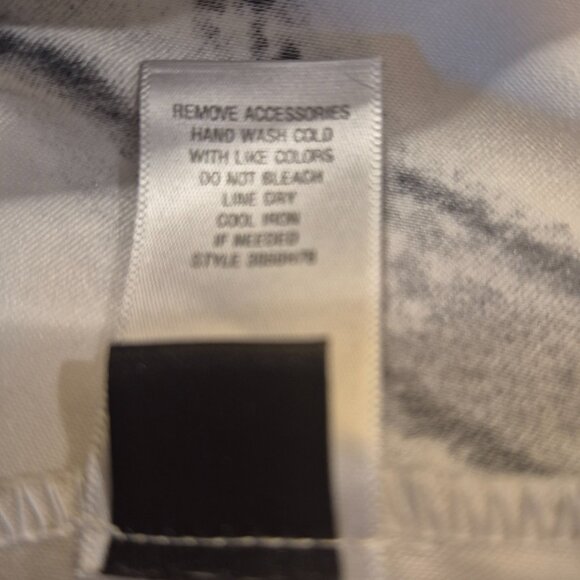 REMOVE ACCESSORIES
HAND WASH COLD
WITH LIKE COLORS
DO NOT BLEACH
LINE DRY
COOL IRON
IF NEEDED
STYLE